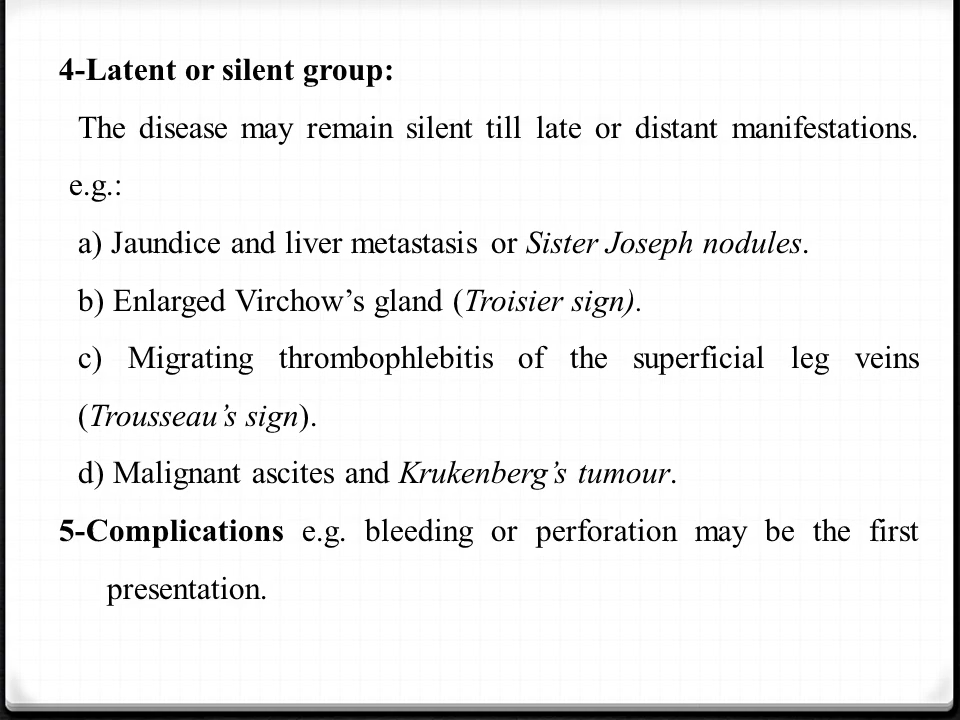 4-Latent or silent group:
The disease may remain silent till late or distant manifestations.
e.g.:
a) Jaundice and liver metastasis or Sister Joseph nodules.
b) Enlarged Virchow’s gland (Troisier sign).
c) Migrating thrombophlebitis of the superficial leg veins
(Trousseau’s sign).
d) Malignant ascites and Krukenberg’s tumour.
5-Complications e.g. bleeding or perforation may be the first
presentation.